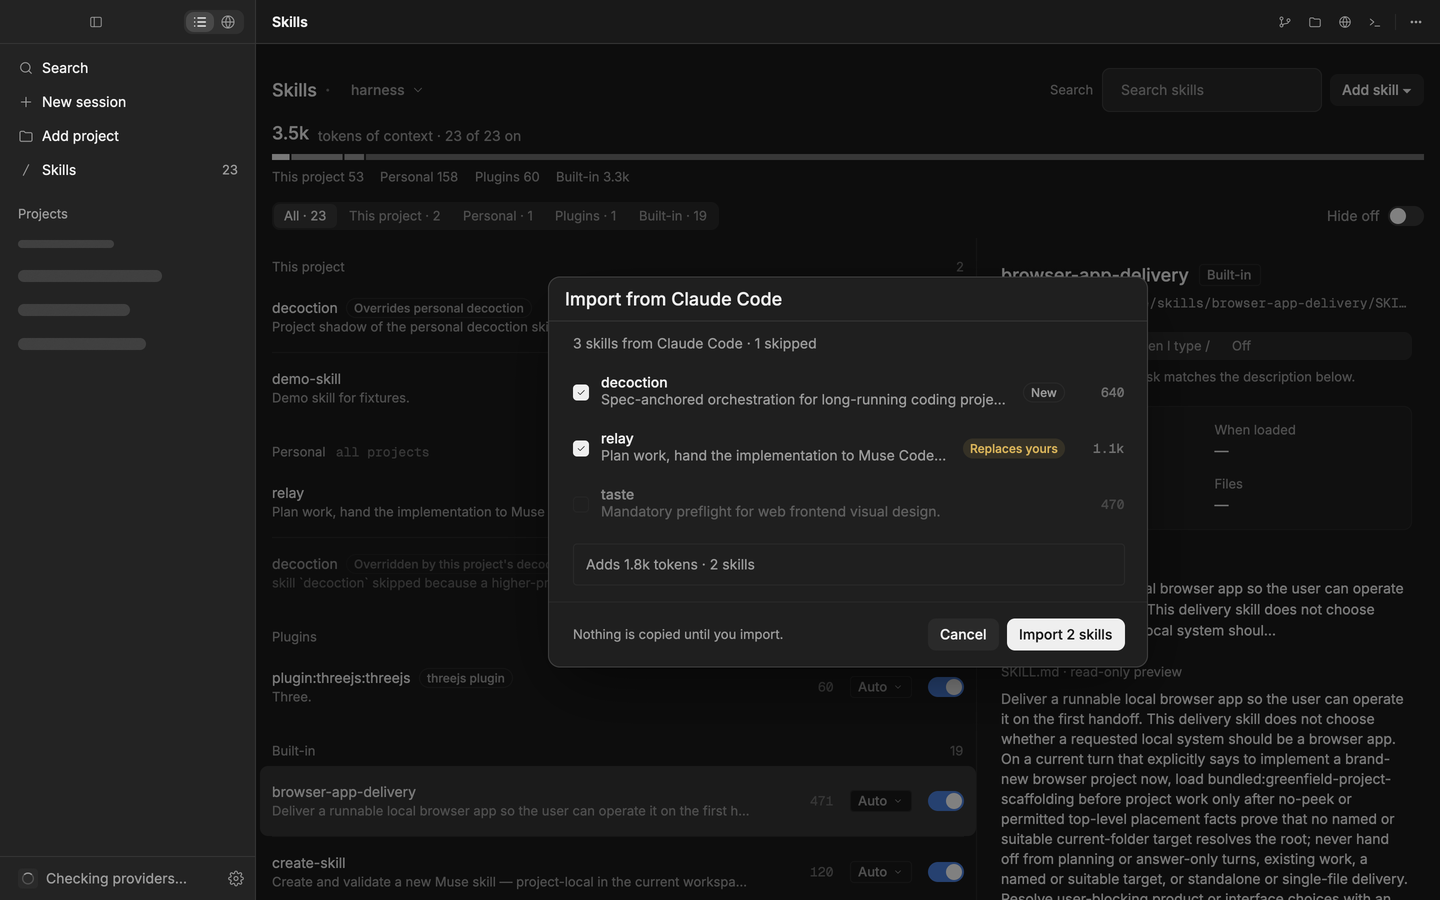 Skills
Search
New session
Add project
/ Skills 23
Projects
Checking providers...
Skills · harness
Search
Search skills
Add skill
3.5k tokens of context · 23 of 23 on
This project 53 Personal 158 Plugins 60 Built-in 3.3k
All · 23 This project · 2 Personal · 1 Plugins · 1 Built-in · 19
Hide off
This project 2
decoction Overrides personal decoction
Project shadow of the personal decoction ski
demo-skill
Demo skill for fixtures.
Personal all projects
relay
Plan work, hand the implementation to Muse
decoction Overridden by this project's deco
skill `decoction` skipped because a higher-pr
Plugins
plugin:threejs:threejs threejs plugin
Three.
60 Auto
Built-in 19
browser-app-delivery
Deliver a runnable local browser app so the user can operate it on the first h...
471 Auto
create-skill
Create and validate a new Muse skill — project-local in the current workspa...
120 Auto
Import from Claude Code
3 skills from Claude Code · 1 skipped
decoction
Spec-anchored orchestration for long-running coding proje...
New 640
relay
Plan work, hand the implementation to Muse Code...
Replaces yours 1.1k
taste
Mandatory preflight for web frontend visual design.
470
Adds 1.8k tokens · 2 skills
Nothing is copied until you import.
Cancel
Import 2 skills
browser-app-delivery Built-in
/skills/browser-app-delivery/SKI...
en I type / Off
sk matches the description below.
When loaded
—
Files
—
al browser app so the user can operate
This delivery skill does not choose
ocal system shoul...
SKILL.md · read-only preview
Deliver a runnable local browser app so the user can operate
it on the first handoff. This delivery skill does not choose
whether a requested local system should be a browser app.
On a current turn that explicitly says to implement a brand-
new browser project now, load bundled:greenfield-project-
scaffolding before project work only after no-peek or
permitted top-level placement facts prove that no named or
suitable current-folder target resolves the root; never hand
off from planning or answer-only turns, existing work, a
named or suitable target, or standalone or single-file delivery.
Resolve user-blocking product or interface choices with an